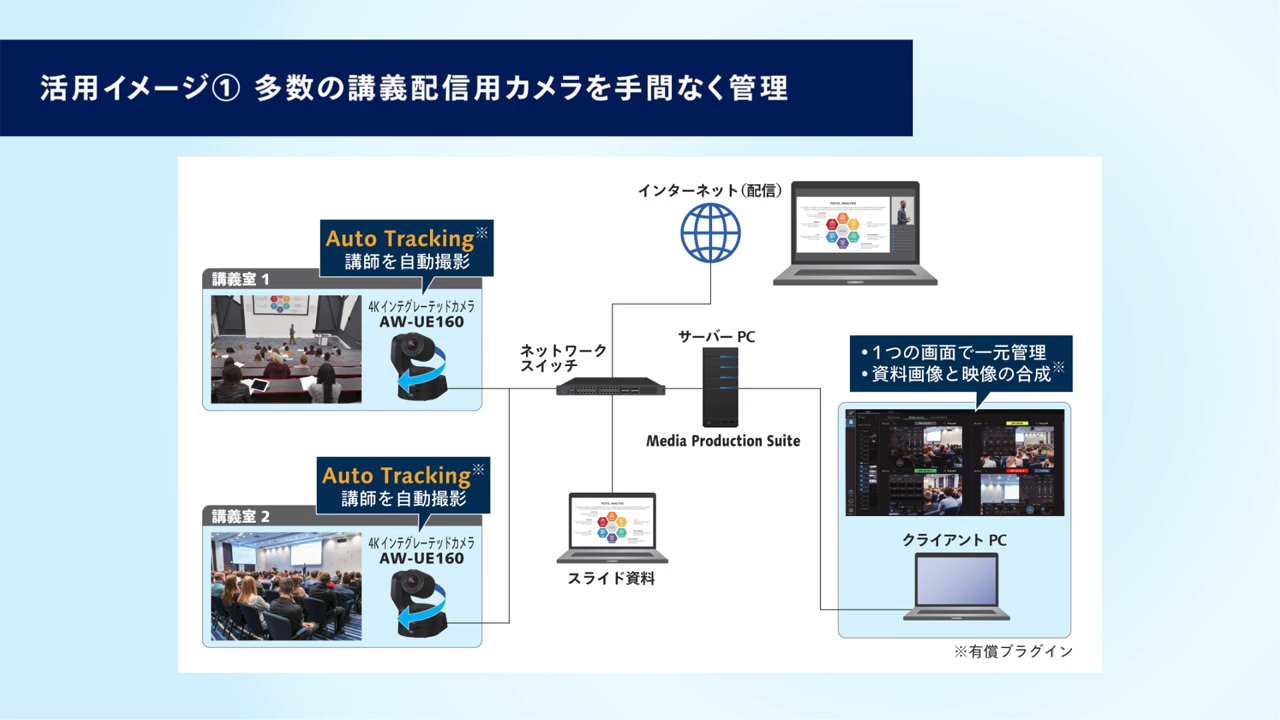 活用イメージ① 多数の講義配信用カメラを手間なく管理
インターネット（配信）
Auto Tracking※
講師を自動撮影
講義室 1
4K インテグレーテッドカメラ
AW-UE160
ネットワーク
スイッチ
サーバー PC
Media Production Suite
• 1つの画面で一元管理
• 資料画像と映像の合成※
Auto Tracking※
講師を自動撮影
講義室 2
4K インテグレーテッドカメラ
AW-UE160
スライド資料
クライアント PC
※有償プラグイン